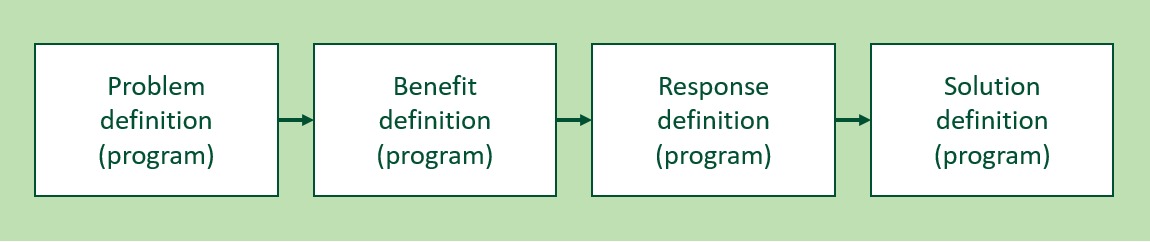 Problem
definition
(program)
Benefit
definition
(program)
Response
definition
(program)
Solution
definition
(program)